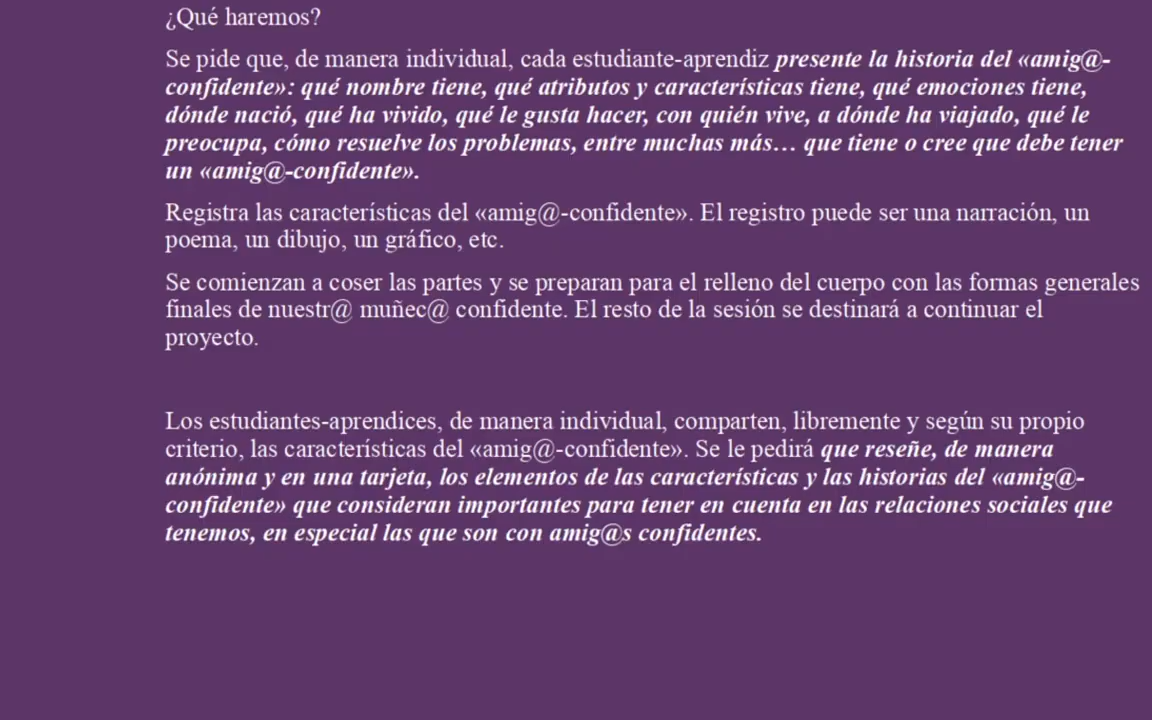 ¿Qué haremos?
Se pide que, de manera individual, cada estudiante-aprendiz presente la historia del «amig@-
confidente»: qué nombre tiene, qué atributos y características tiene, qué emociones tiene,
dónde nació, qué ha vivido, qué le gusta hacer, con quién vive, a dónde ha viajado, qué le
preocupa, cómo resuelve los problemas, entre muchas más… que tiene o cree que debe tener
un «amig@-confidente».
Registra las características del «amig@-confidente». El registro puede ser una narración, un
poema, un dibujo, un gráfico, etc.
Se comienzan a coser las partes y se preparan para el relleno del cuerpo con las formas generales
finales de nuestr@ muñec@ confidente. El resto de la sesión se destinará a continuar el
proyecto.
Los estudiantes-aprendices, de manera individual, comparten, libremente y según su propio
criterio, las características del «amig@-confidente». Se le pedirá que reseñe, de manera
anónima y en una tarjeta, los elementos de las características y las historias del «amig@-
confidente» que consideran importantes para tener en cuenta en las relaciones sociales que
tenemos, en especial las que son con amig@s confidentes.